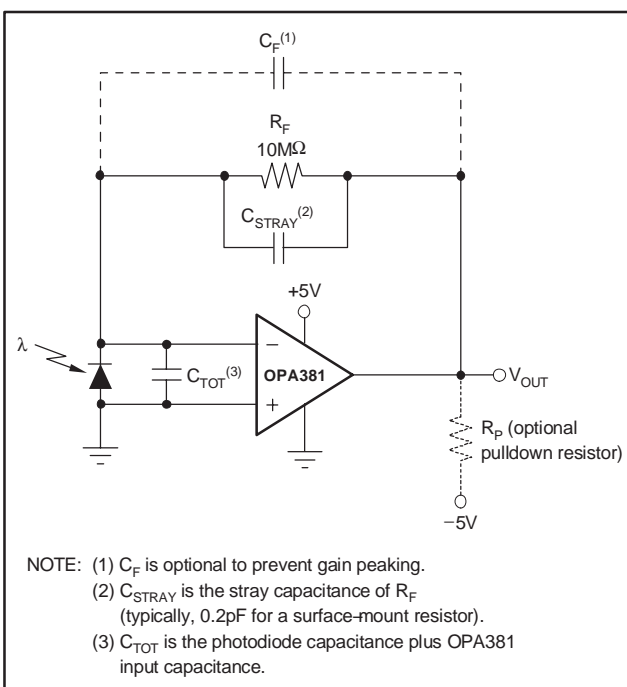 C_F(1)
R_F
10MΩ
C_STRAY(2)
+5V
λ
−
C_TOT(3)
OPA381
+
V_OUT
R_P (optional
pulldown resistor)
−5V
NOTE: (1) C_F is optional to prevent gain peaking.
(2) C_STRAY is the stray capacitance of R_F
(typically, 0.2pF for a surface-mount resistor).
(3) C_TOT is the photodiode capacitance plus OPA381
input capacitance.